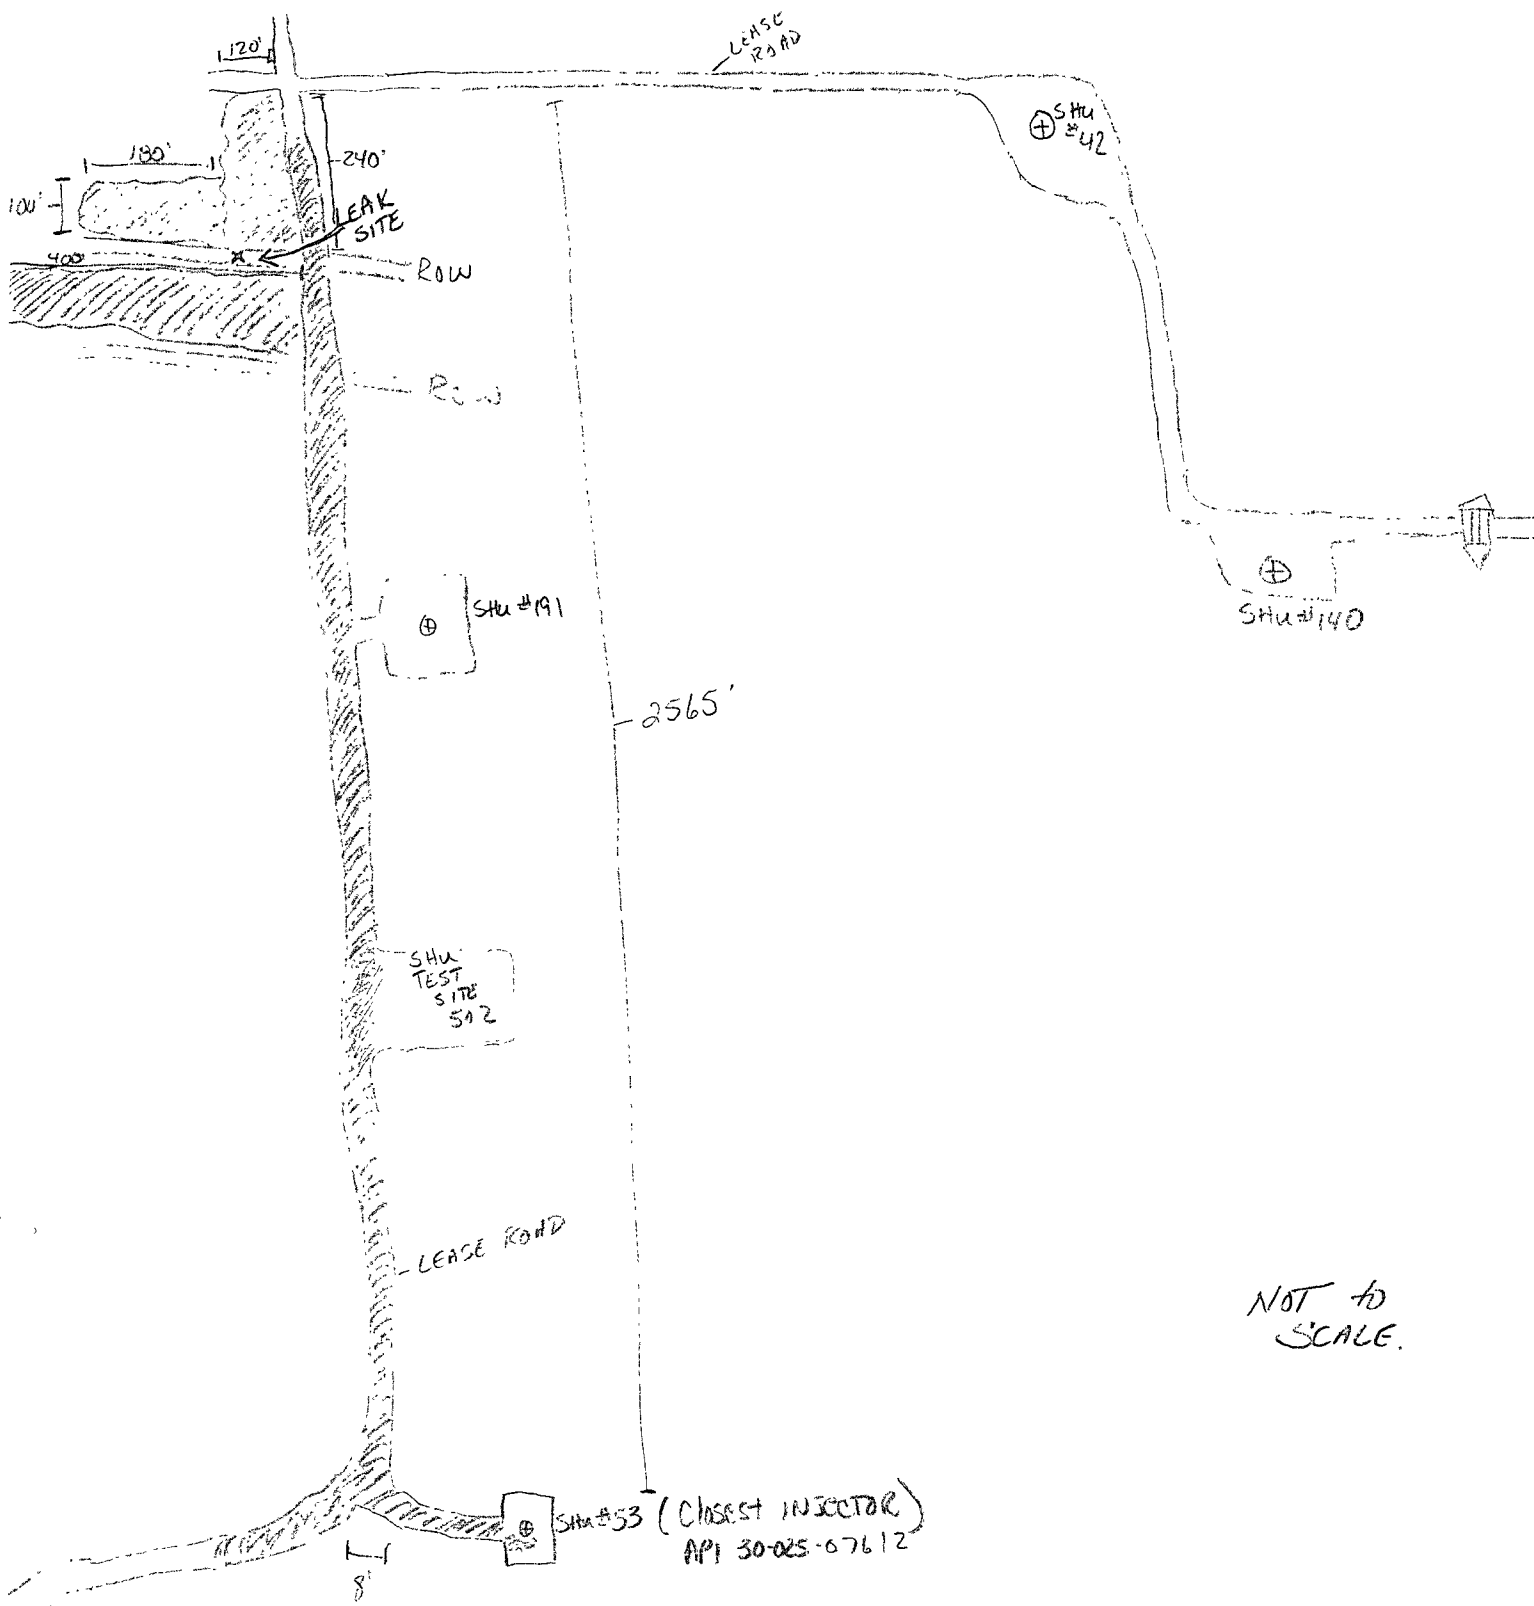 120'
LEASE
ROAD
SHU
#42
180'
240'
100'
LEAK
SITE
400'
ROW
ROW
SHU #191
SHU #140
2565'
SHU
TEST
SITE
502
LEASE ROAD
NOT to
SCALE.
SHU #53 (Closest INJECTOR)
API 30-025-07612
8'